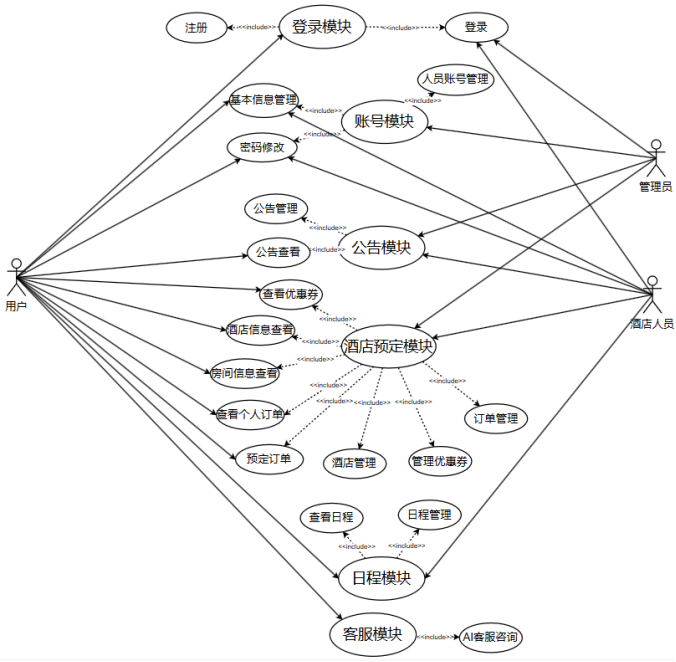 注册
<<include>>
登录模块
<<include>>
登录
人员账号管理
基本信息管理
<<include>>
<<include>>
账号模块
<<include>>
密码修改
管理员
公告管理
<<include>>
公告查看
<<include>>
公告模块
用户
查看优惠券
<<include>>
酒店人员
酒店信息查看
<<include>>
酒店预定模块
<<include>>
房间信息查看
<<include>>
<<include>>
<<include>>
<<include>>
<<include>>
查看个人订单
订单管理
预定订单
酒店管理
管理优惠券
查看日程
日程管理
<<include>>
<<include>>
日程模块
客服模块
<<include>>
AI客服咨询